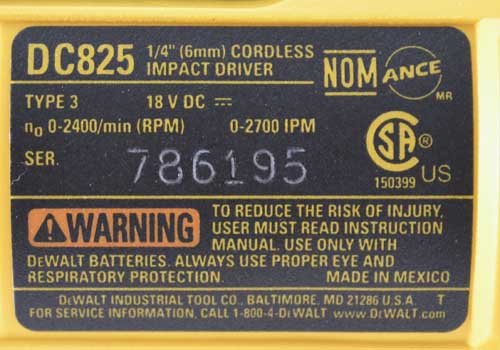 DC825 1/4" (6mm) CORDLESS IMPACT DRIVER
NOM ANCE MR
TYPE 3 18 V DC ⎓
n₀ 0-2400/min (RPM) 0-2700 IPM
SER. 786195
SA ® 150399 US
⚠WARNING TO REDUCE THE RISK OF INJURY,
USER MUST READ INSTRUCTION
MANUAL. USE ONLY WITH
DEWALT BATTERIES. ALWAYS USE PROPER EYE AND
RESPIRATORY PROTECTION. MADE IN MEXICO
DEWALT INDUSTRIAL TOOL CO., BALTIMORE, MD 21286 U.S.A. T
FOR SERVICE INFORMATION, CALL 1-800-4-DEWALT www.DEWALT.com